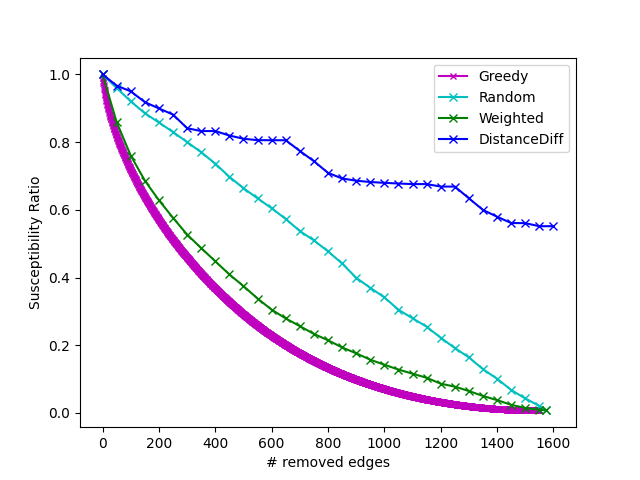 Greedy
Random
Weighted
DistanceDiff
Susceptibility Ratio
1.0
0.8
0.6
0.4
0.2
0.0
0 200 400 600 800 1000 1200 1400 1600
# removed edges